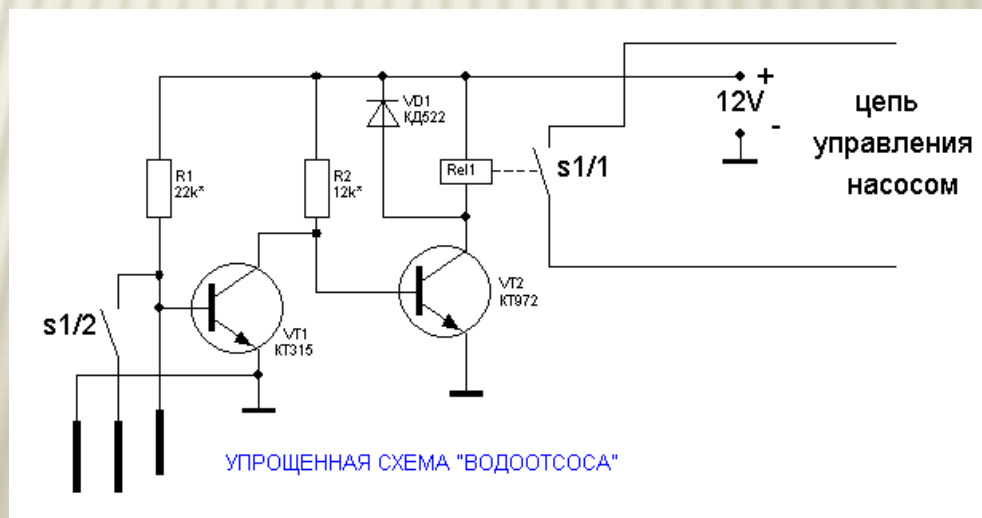 VD1
КД522
+
12V
-
цепь
управления
насосом
R1
22k*
R2
12k*
Rel1
s1/1
s1/2
VT1
КТ315
VT2
КТ972
УПРОЩЕННАЯ СХЕМА "ВОДООТСОСА"